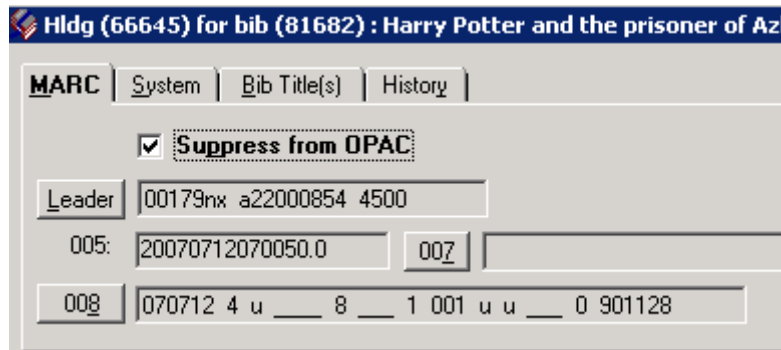 Hldg (66645) for bib (81682) : Harry Potter and the prisoner of Az
MARC System Bib Title(s) History
Suppress from OPAC
Leader 00179nx a22000854 4500
005: 20070712070050.0 007
008 070712 4 u ____ 8 ___ 1 001 u u ___ 0 901128